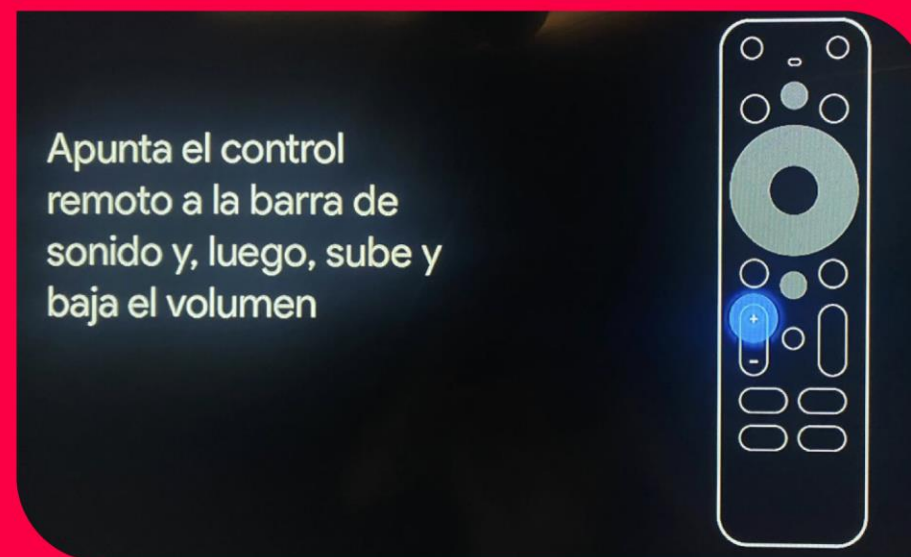 Apunta el control
remoto a la barra de
sonido y, luego, sube y
baja el volumen
+
-